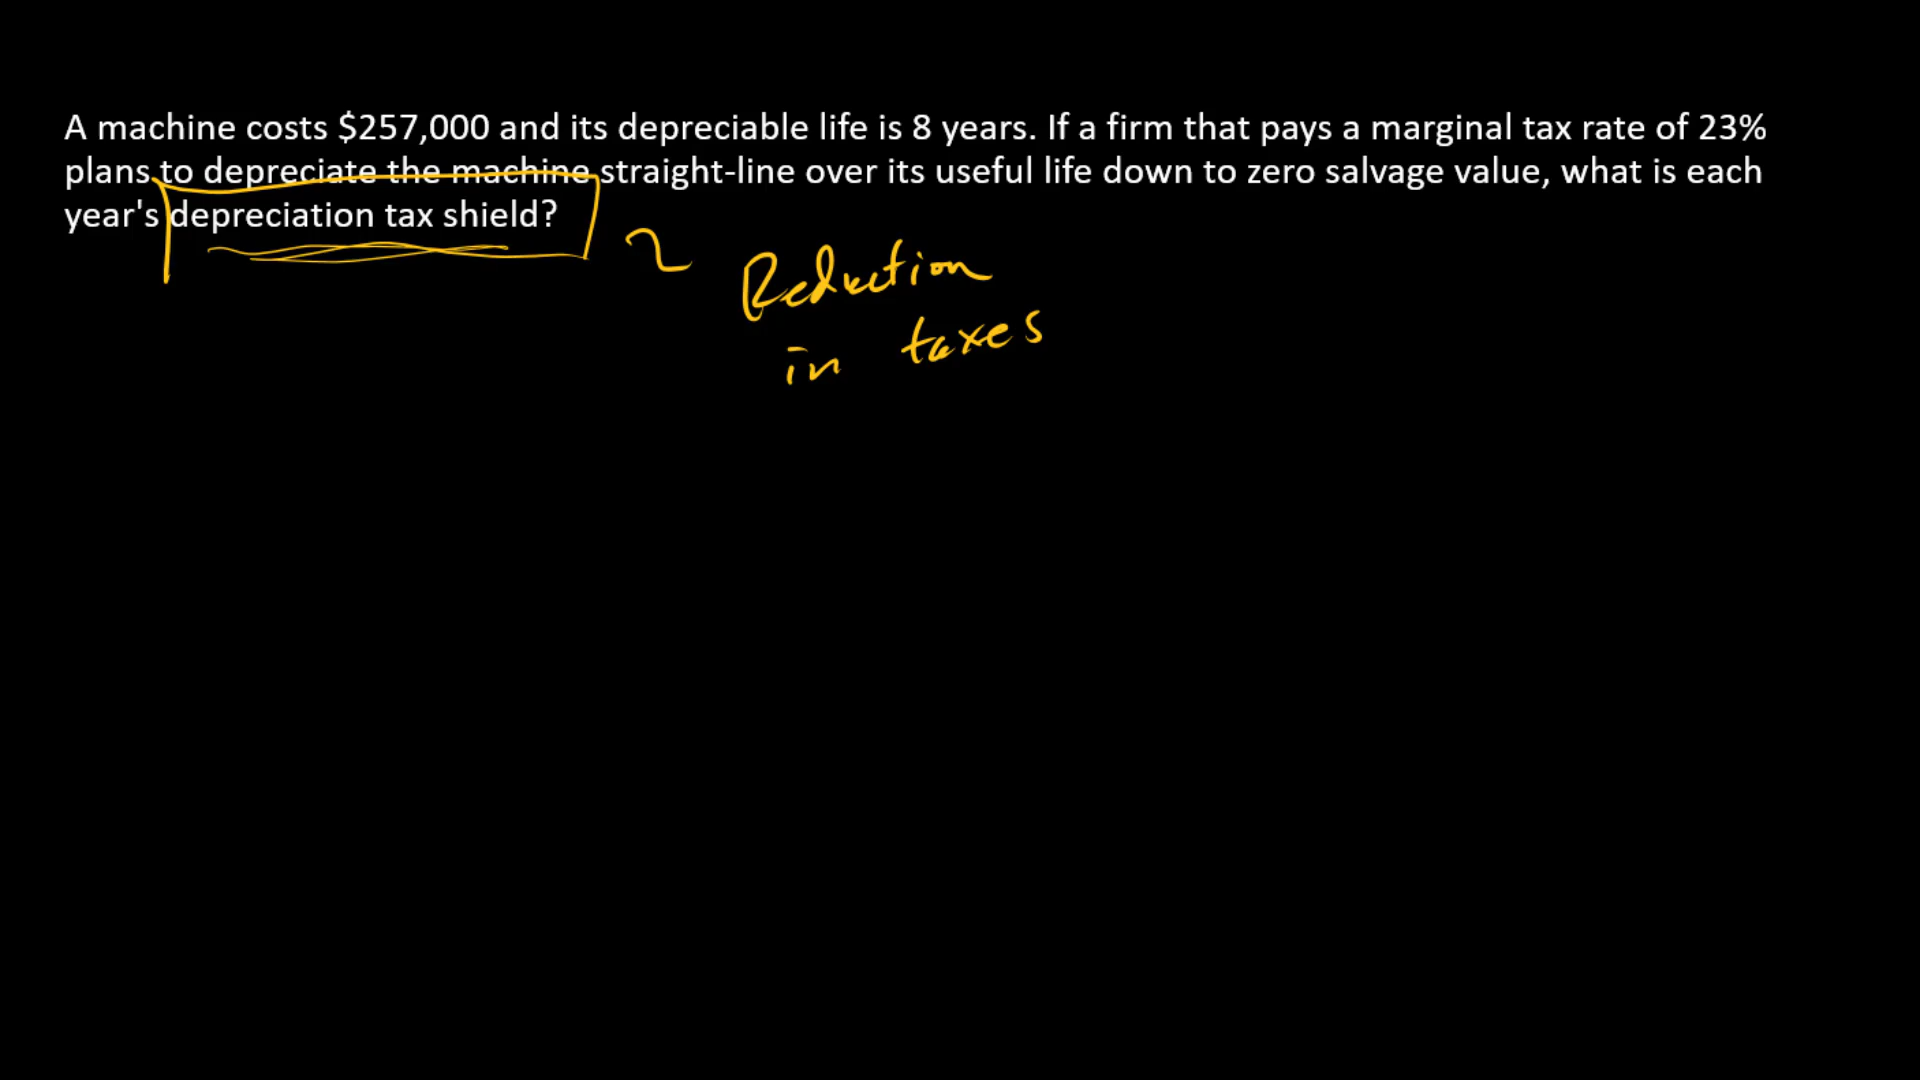 A machine costs $257,000 and its depreciable life is 8 years. If a firm that pays a marginal tax rate of 23%
plans to depreciate the machine straight-line over its useful life down to zero salvage value, what is each
year's depreciation tax shield?
Reduction
in taxes